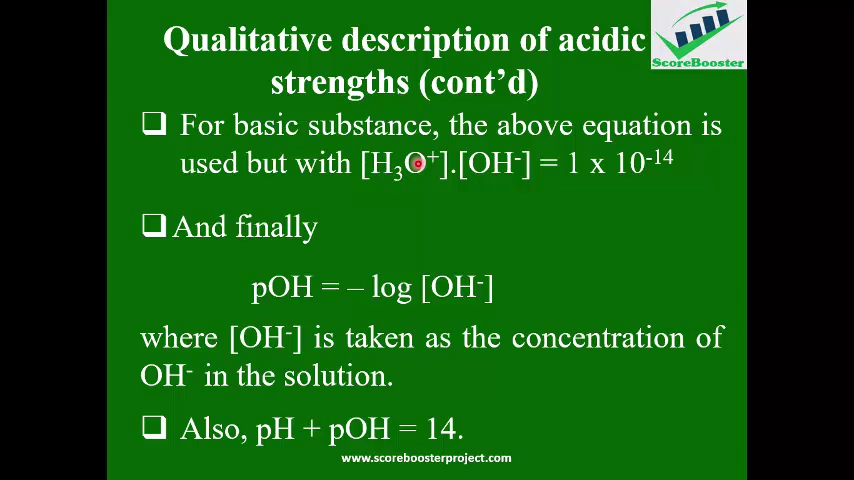 Qualitative description of acidic
strengths (cont’d)
ScoreBooster
❑ For basic substance, the above equation is
used but with [H₃O⁺].[OH⁻] = 1 x 10⁻¹⁴
❑ And finally
pOH = – log [OH⁻]
where [OH⁻] is taken as the concentration of
OH⁻ in the solution.
❑ Also, pH + pOH = 14.
www.scoreboosterproject.com